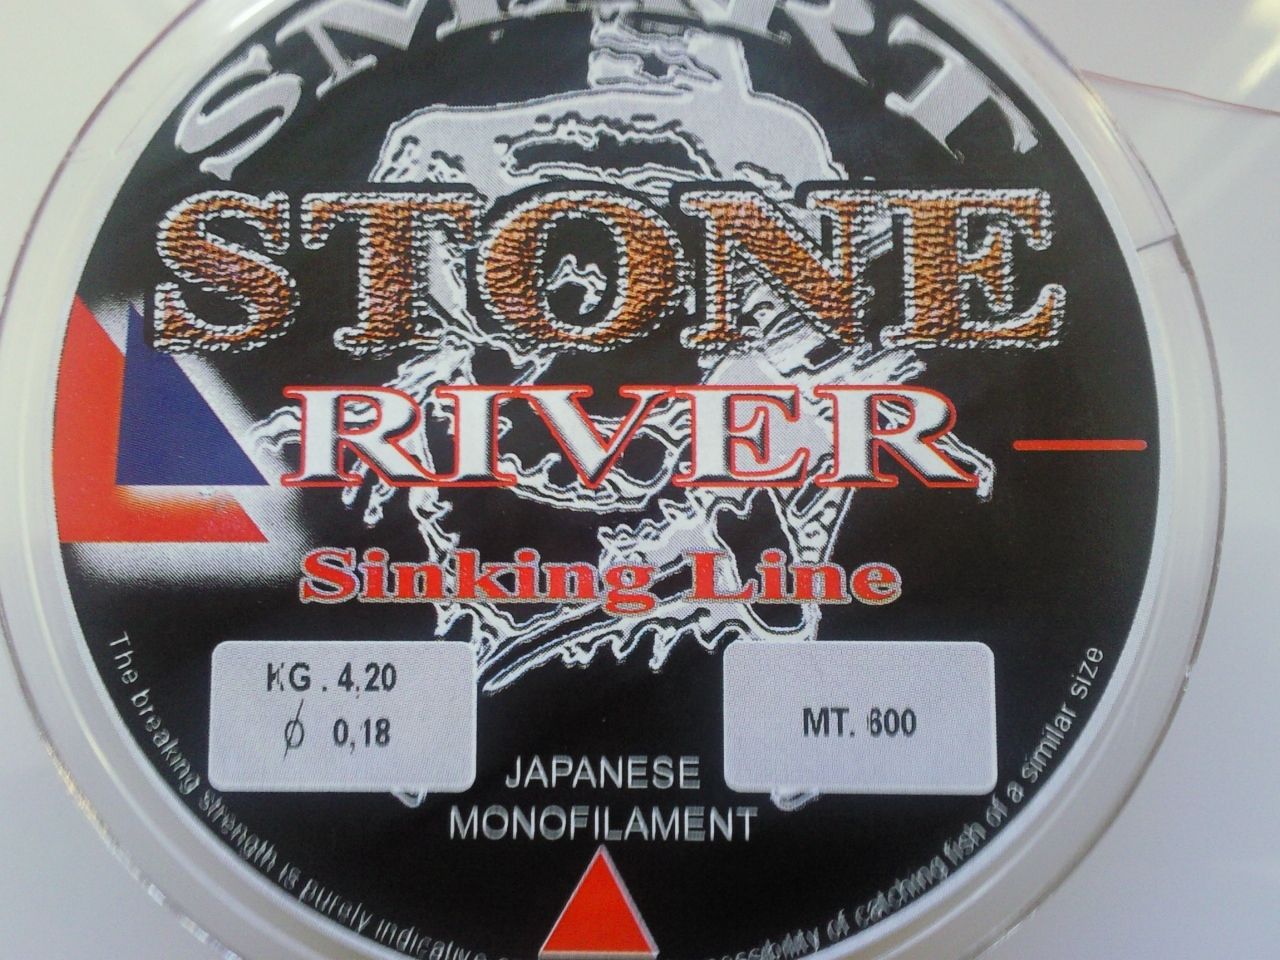 SMART
STONE
RIVER
Sinking Line
KG. 4,20
Ø 0,18
MT. 600
JAPANESE
MONOFILAMENT
The breaking strength is purely indicative
of catching fish of a similar size